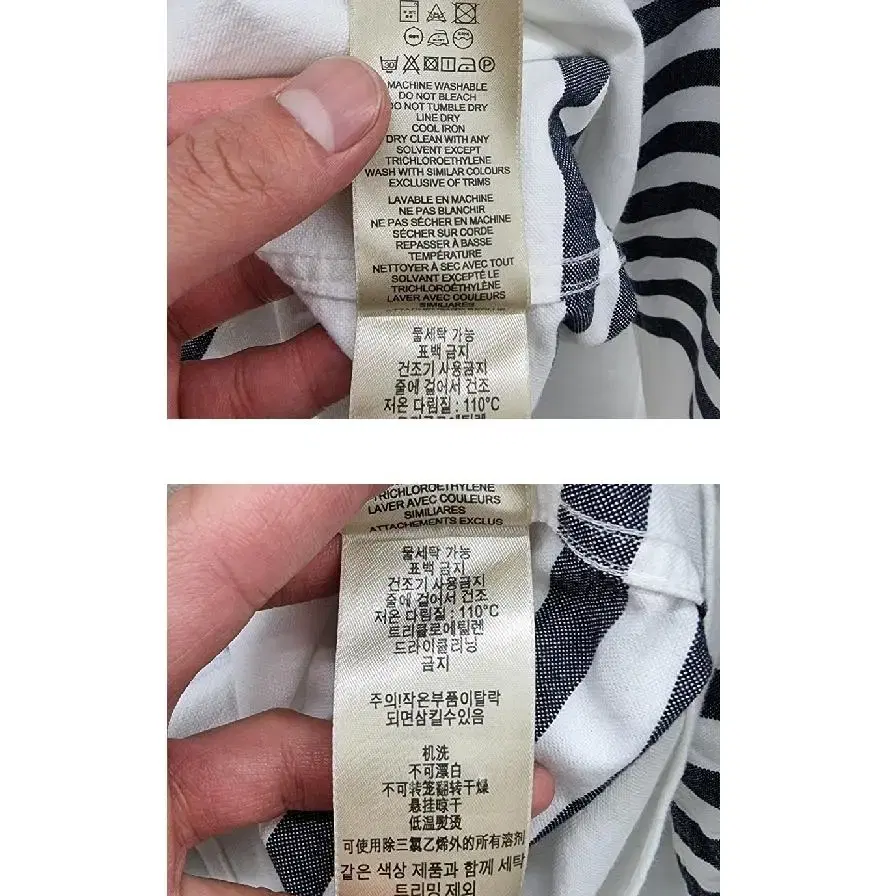 MACHINE WASHABLE
DO NOT BLEACH
DO NOT TUMBLE DRY
LINE DRY
COOL IRON
DRY CLEAN WITH ANY
SOLVENT EXCEPT
TRICHLOROETHYLENE
WASH WITH SIMILAR COLOURS
EXCLUSIVE OF TRIMS
LAVABLE EN MACHINE
NE PAS BLANCHIR
NE PAS SÉCHER EN MACHINE
SÉCHER SUR CORDE
REPASSER À BASSE
TEMPÉRATURE
NETTOYER À SEC AVEC TOUT
SOLVANT EXCEPTÉ LE
TRICHLOROÉTHYLÈNE
LAVER AVEC COULEURS
SIMILIARES
물세탁 가능
표백 금지
건조기 사용금지
줄에 걸어서 건조
저온 다림질 : 110°C
트리클로에틸렌
TRICHLOROÉTHYLÈNE
LAVER AVEC COULEURS
SIMILIARES
ATTACHEMENTS EXCLUS
물세탁 가능
표백 금지
건조기 사용금지
줄에 걸어서 건조
저온 다림질 : 110°C
트리클로에틸렌
드라이클리닝
금지
주의!작은부품이탈락
되면삼킬수있음
机洗
不可漂白
不可转笼翻转干燥
悬挂晾干
低温熨烫
可使用除三氯乙烯外的所有溶剂
같은 색상 제품과 함께 세탁
트리밍 제외